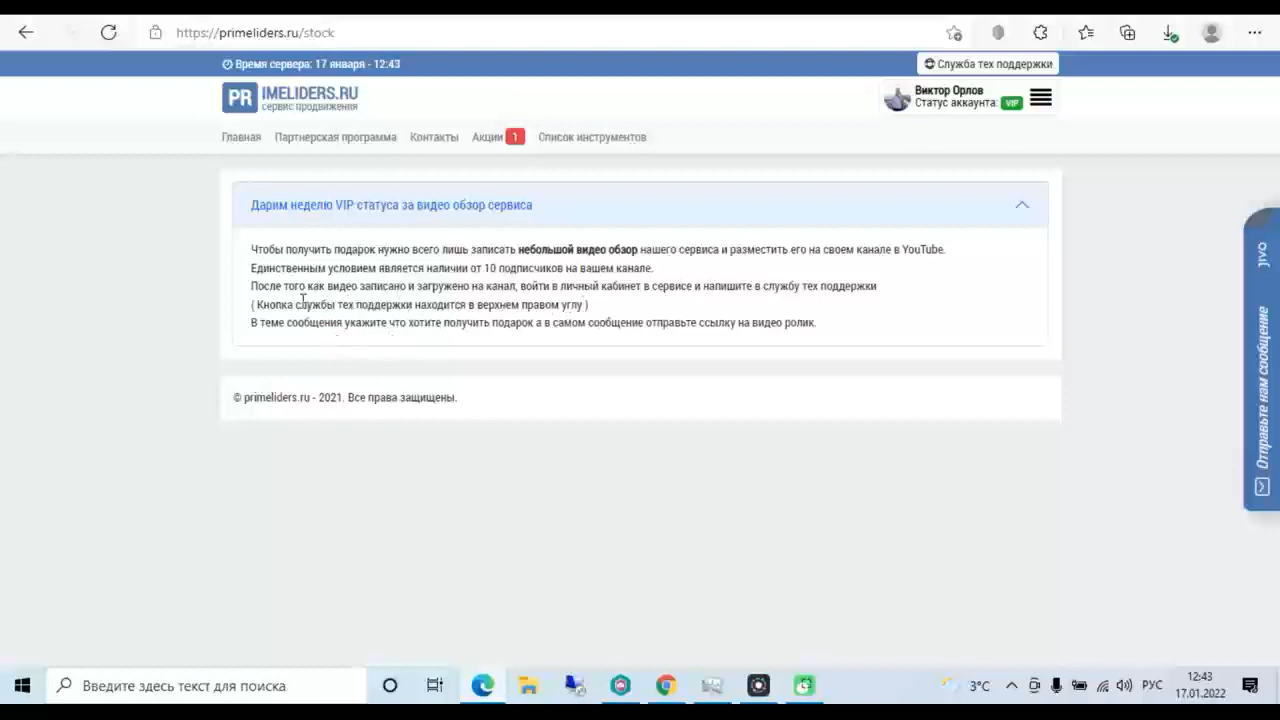 https://primeliders.ru/stock
Время сервера: 17 января - 12:43
Служба тех поддержки
PR IMELIDERS.RU
сервис продвижения
Виктор Орлов
Статус аккаунта: VIP
Главная Партнерская программа Контакты Акции 1 Список инструментов
Дарим неделю VIP статуса за видео обзор сервиса
Чтобы получить подарок нужно всего лишь записать небольшой видео обзор нашего сервиса и разместить его на своем канале в YouTube.
Единственным условием является наличии от 10 подписчиков на вашем канале.
После того как видео записано и загружено на канал, войти в личный кабинет в сервисе и напишите в службу тех поддержки
( Кнопка службы тех поддержки находится в верхнем правом углу )
В теме сообщения укажите что хотите получить подарок а в самом сообщение отправьте ссылку на видео ролик.
© primeliders.ru - 2021. Все права защищены.
jivo
Отправьте нам сообщение
Введите здесь текст для поиска
3°C
РУС
12:43
17.01.2022